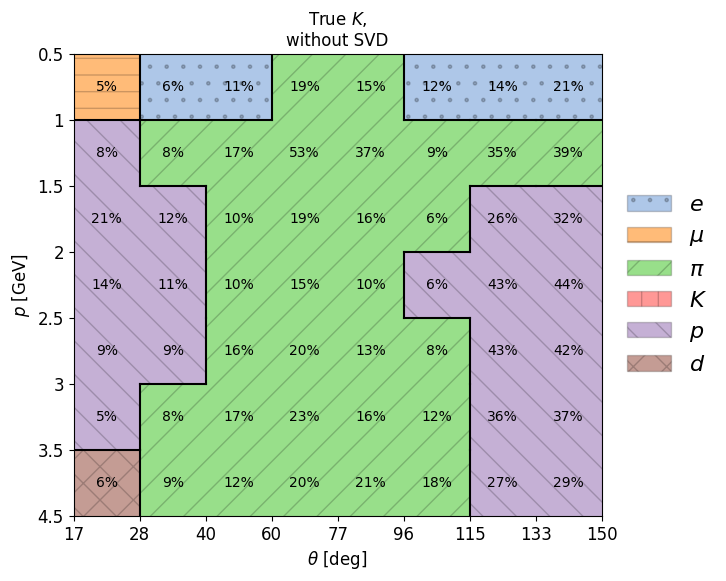 True K,
without SVD
0.5
5% 6% 11% 19% 15% 12% 14% 21%
1
8% 8% 17% 53% 37% 9% 35% 39%
1.5
21% 12% 10% 19% 16% 6% 26% 32%
2
14% 11% 10% 15% 10% 6% 43% 44%
2.5
9% 9% 16% 20% 13% 8% 43% 42%
3
5% 8% 17% 23% 16% 12% 36% 37%
3.5
6% 9% 12% 20% 21% 18% 27% 29%
4.5
p [GeV]
17 28 40 60 77 96 115 133 150
θ [deg]
e
μ
π
K
p
d